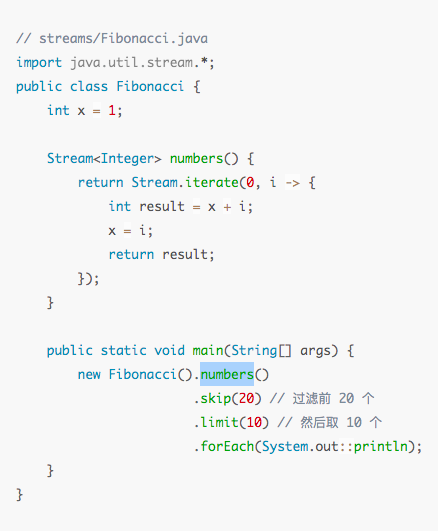 // streams/Fibonacci.java
import java.util.stream.*;
public class Fibonacci {
    int x = 1;

    Stream<Integer> numbers() {
        return Stream.iterate(0, i -> {
            int result = x + i;
            x = i;
            return result;
        });
    }

    public static void main(String[] args) {
        new Fibonacci().numbers()
                       .skip(20) // 过滤前 20 个
                       .limit(10) // 然后取 10 个
                       .forEach(System.out::println);
    }
}